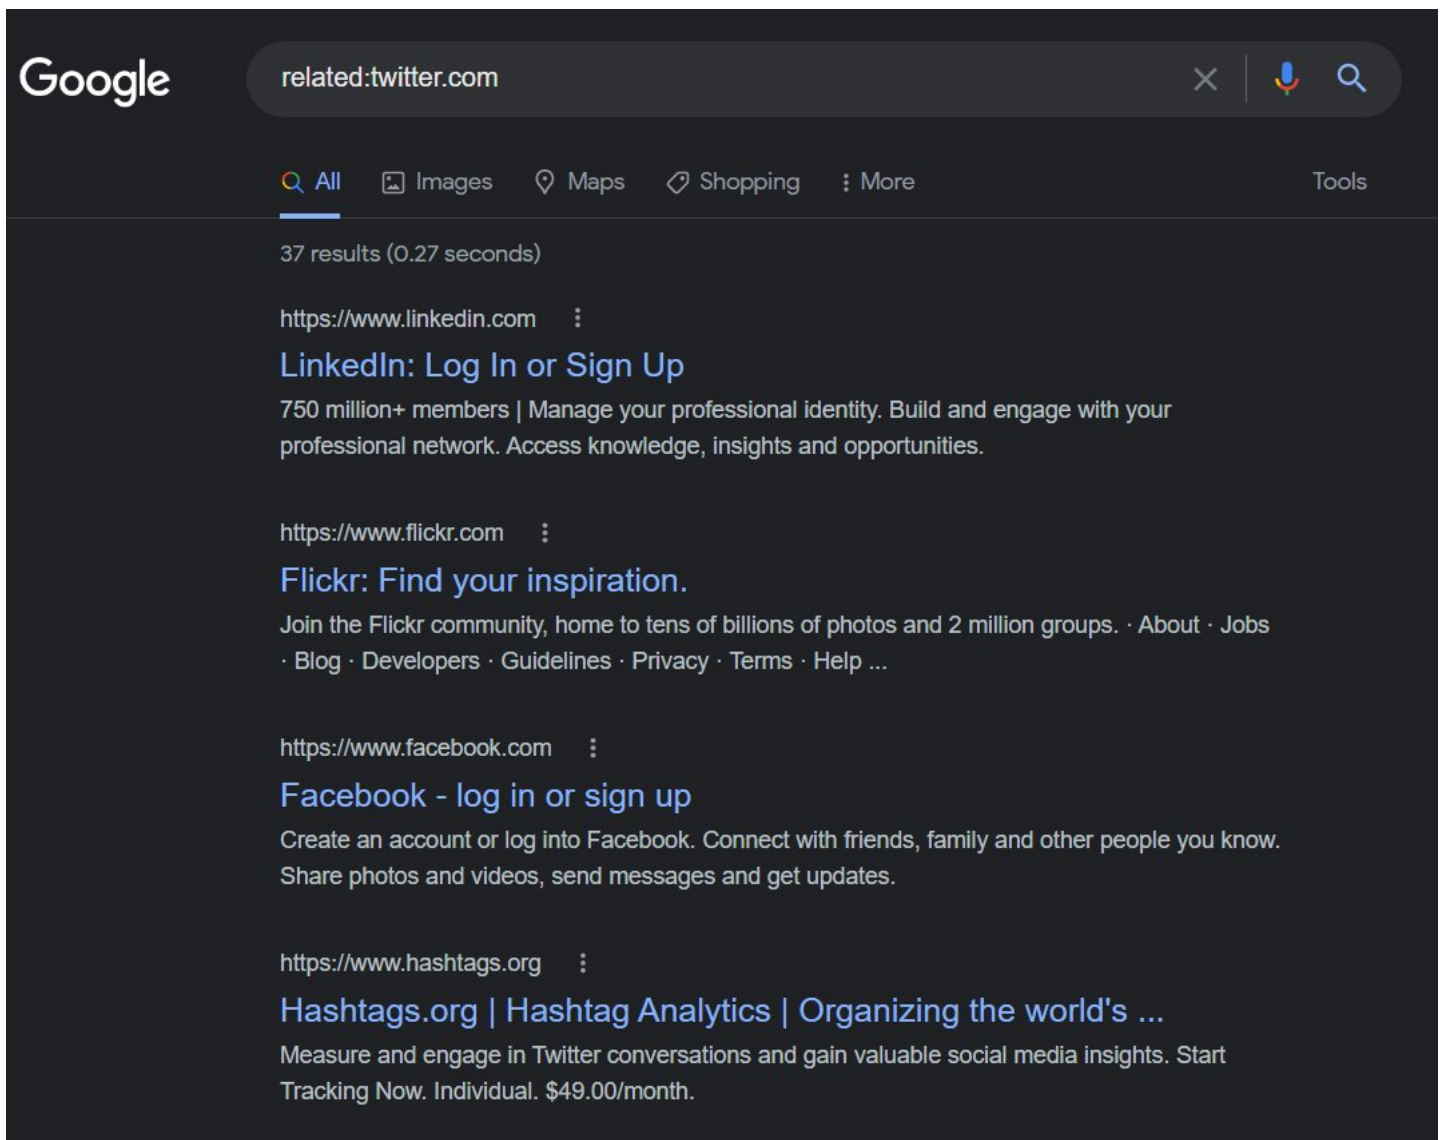 Google
related:twitter.com
All Images Maps Shopping More Tools
37 results (0.27 seconds)
https://www.linkedin.com
LinkedIn: Log In or Sign Up
750 million+ members | Manage your professional identity. Build and engage with your
professional network. Access knowledge, insights and opportunities.
https://www.flickr.com
Flickr: Find your inspiration.
Join the Flickr community, home to tens of billions of photos and 2 million groups. · About · Jobs
· Blog · Developers · Guidelines · Privacy · Terms · Help ...
https://www.facebook.com
Facebook - log in or sign up
Create an account or log into Facebook. Connect with friends, family and other people you know.
Share photos and videos, send messages and get updates.
https://www.hashtags.org
Hashtags.org | Hashtag Analytics | Organizing the world's ...
Measure and engage in Twitter conversations and gain valuable social media insights. Start
Tracking Now. Individual. $49.00/month.